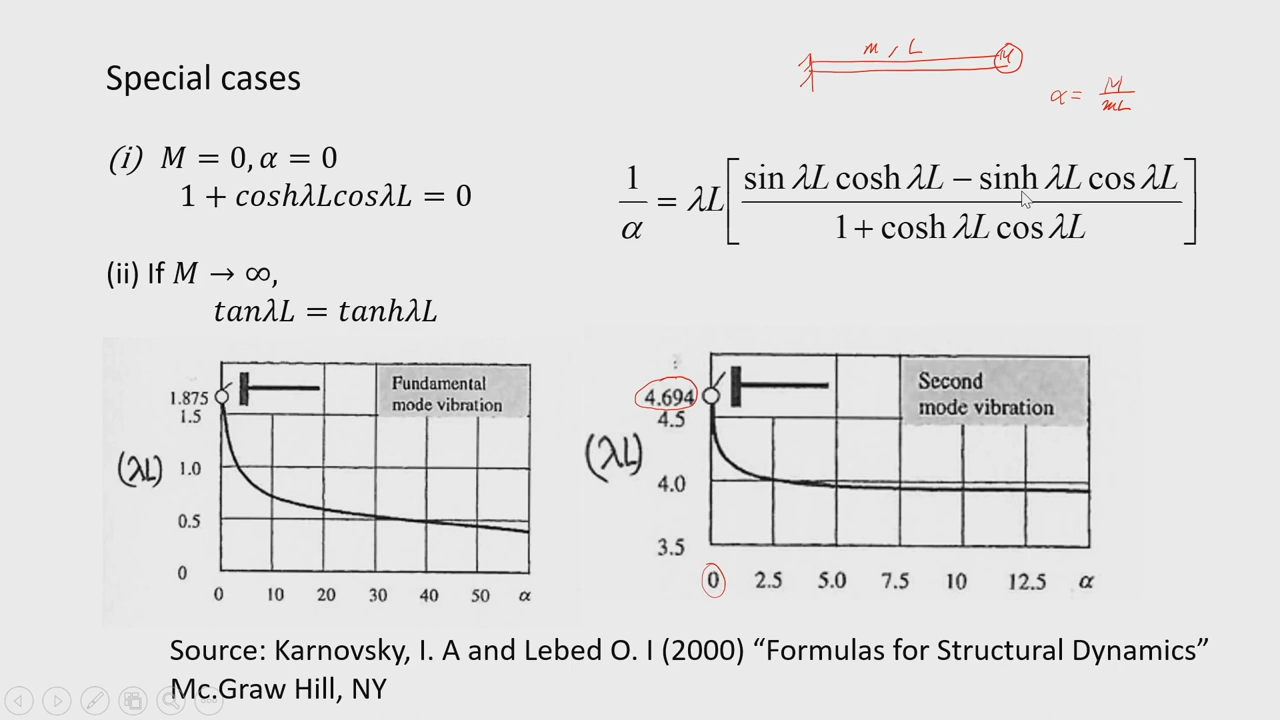 Special cases
m , L
M
α = M/mL
(i) M = 0, α = 0
1 + coshλLcosλL = 0
1/α = λL[sin λL cosh λL − sinh λL cos λL / 1 + cosh λL cos λL]
(ii) If M → ∞,
tanλL = tanhλL
Fundamental
mode vibration
1.875
1.5
(λL)
1.0
0.5
0
0 10 20 30 40 50 α
Second
mode vibration
4.694
4.5
(λL)
4.0
3.5
0 2.5 5.0 7.5 10 12.5 α
Source: Karnovsky, I. A and Lebed O. I (2000) “Formulas for Structural Dynamics”
Mc.Graw Hill, NY